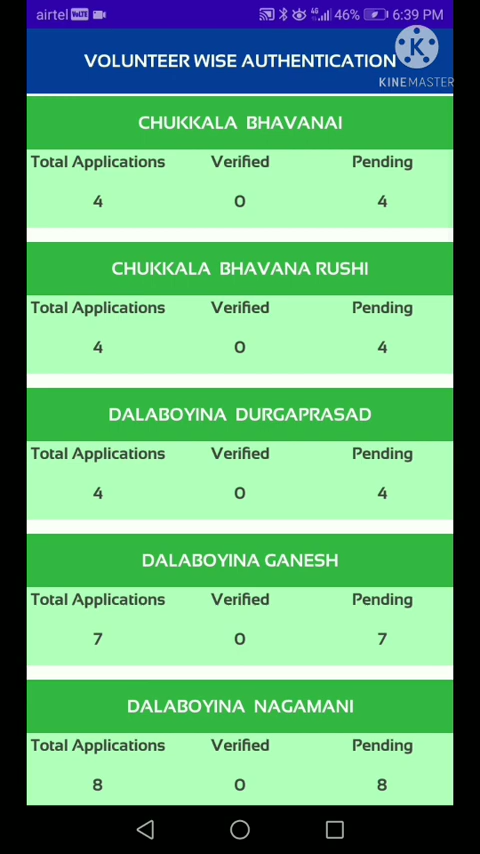 airtel VoLTE 4G 46% 6:39 PM
VOLUNTEER WISE AUTHENTICATION
K
KINEMASTER
CHUKKALA BHAVANAI
Total Applications Verified Pending
4 0 4
CHUKKALA BHAVANA RUSHI
Total Applications Verified Pending
4 0 4
DALABOYINA DURGAPRASAD
Total Applications Verified Pending
4 0 4
DALABOYINA GANESH
Total Applications Verified Pending
7 0 7
DALABOYINA NAGAMANI
Total Applications Verified Pending
8 0 8